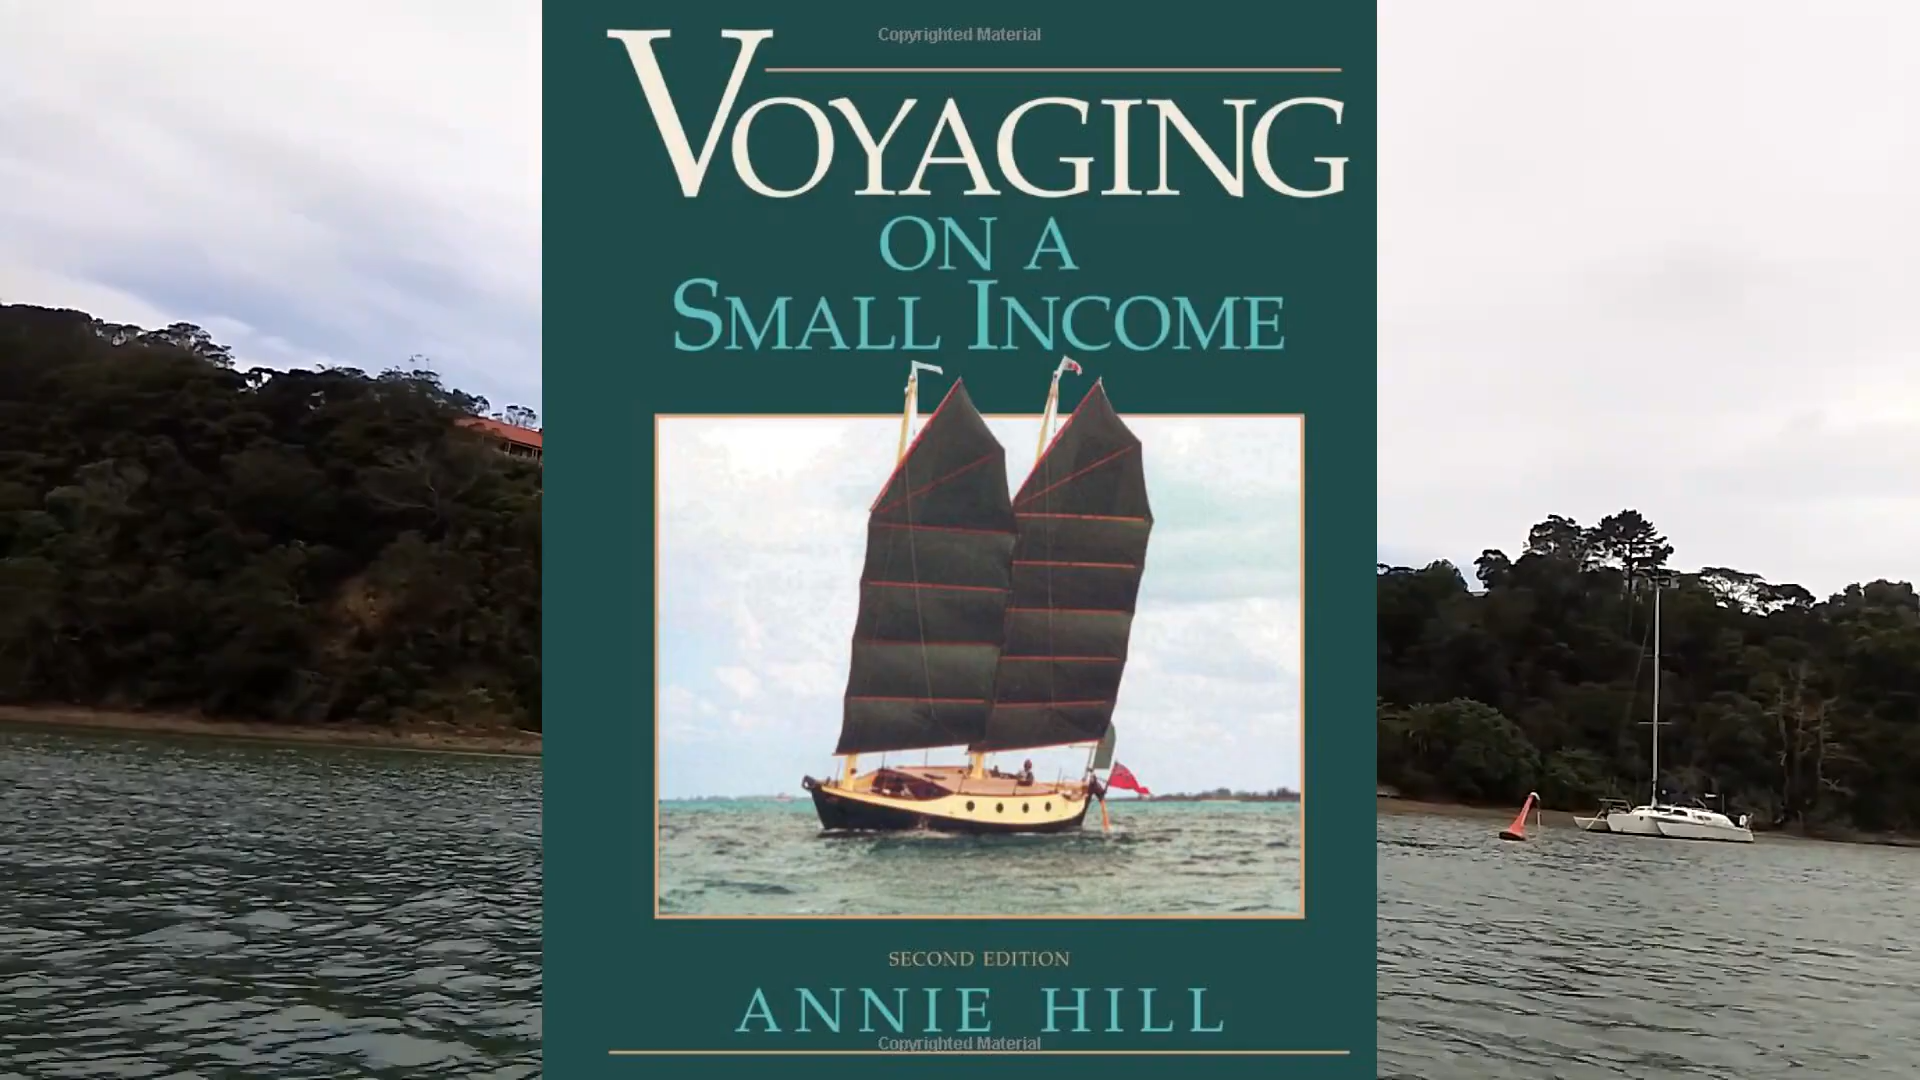 Copyrighted Material
VOYAGING
ON A
SMALL INCOME
SECOND EDITION
ANNIE HILL
Copyrighted Material